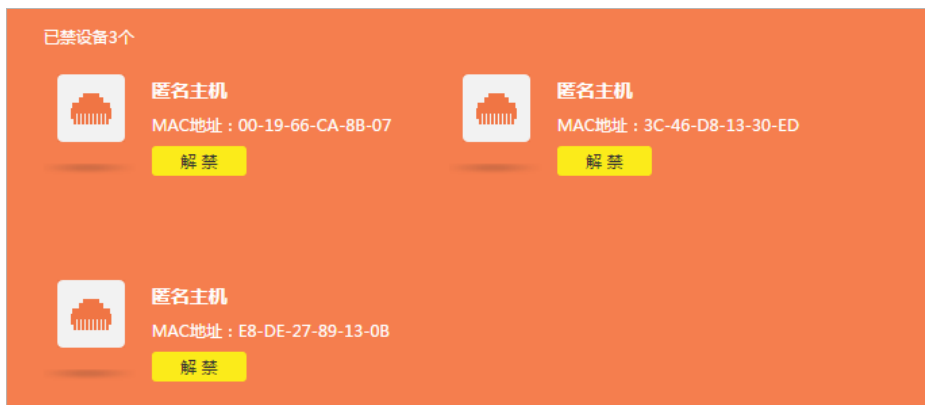 已禁设备3个
匿名主机
MAC地址：00-19-66-CA-8B-07
解 禁
匿名主机
MAC地址：3C-46-D8-13-30-ED
解 禁
匿名主机
MAC地址：E8-DE-27-89-13-0B
解 禁